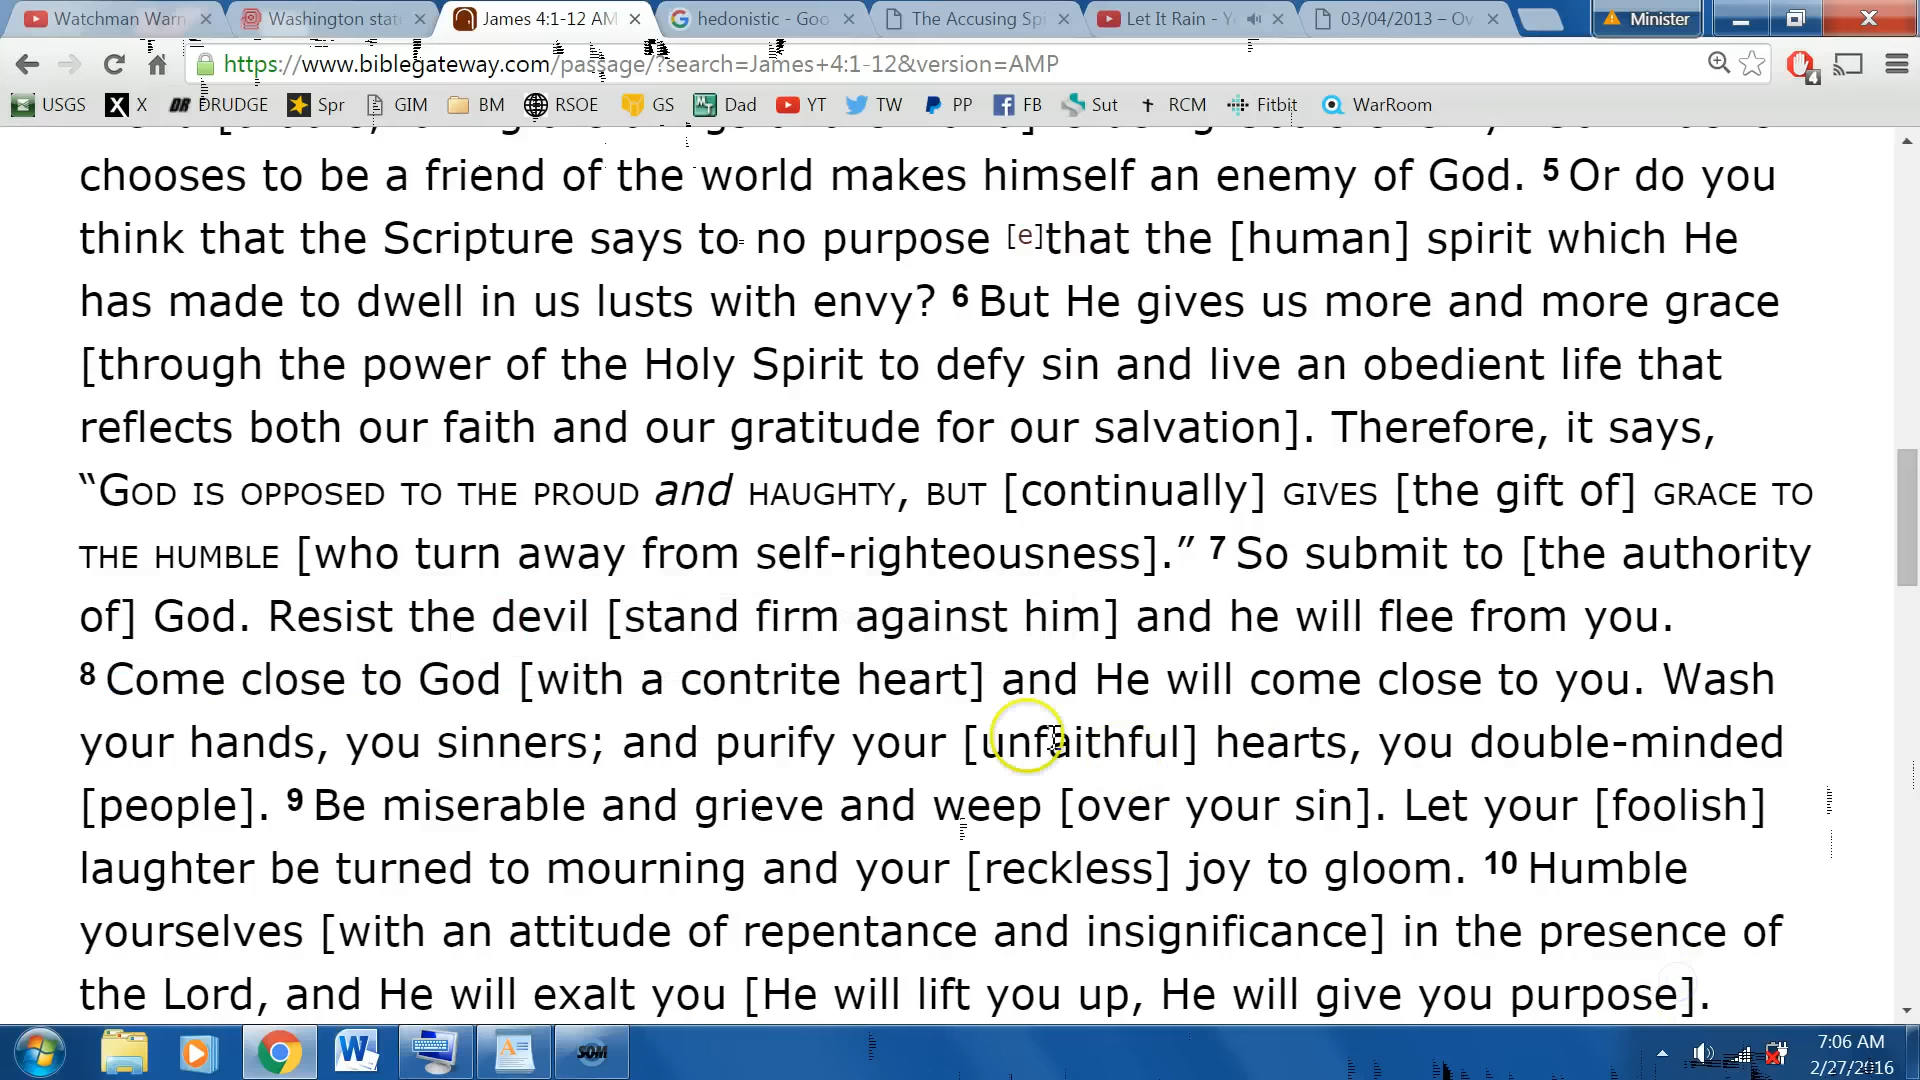 Watchman Warn
Washington state
James 4:1-12 AM
hedonistic - Goo
The Accusing Spi
Let It Rain - Y
03/04/2013 – Ov
Minister
https://www.biblegateway.com/passage/?search=James+4:1-12&version=AMP
4
USGS
X X
DR DRUDGE
Spr
GIM
BM
RSOE
GS
Dad
YT
TW
PP
FB
Sut
RCM
Fitbit
WarRoom
chooses to be a friend of the world makes himself an enemy of God. 5 Or do you
think that the Scripture says to no purpose [e]that the [human] spirit which He
has made to dwell in us lusts with envy? 6 But He gives us more and more grace
[through the power of the Holy Spirit to defy sin and live an obedient life that
reflects both our faith and our gratitude for our salvation]. Therefore, it says,
“GOD IS OPPOSED TO THE PROUD and HAUGHTY, BUT [continually] GIVES [the gift of] GRACE TO
THE HUMBLE [who turn away from self-righteousness].” 7 So submit to [the authority
of] God. Resist the devil [stand firm against him] and he will flee from you.
8 Come close to God [with a contrite heart] and He will come close to you. Wash
your hands, you sinners; and purify your [unfaithful] hearts, you double-minded
[people]. 9 Be miserable and grieve and weep [over your sin]. Let your [foolish]
laughter be turned to mourning and your [reckless] joy to gloom. 10 Humble
yourselves [with an attitude of repentance and insignificance] in the presence of
the Lord, and He will exalt you [He will lift you up, He will give you purpose].
SOM
7:06 AM
2/27/2016